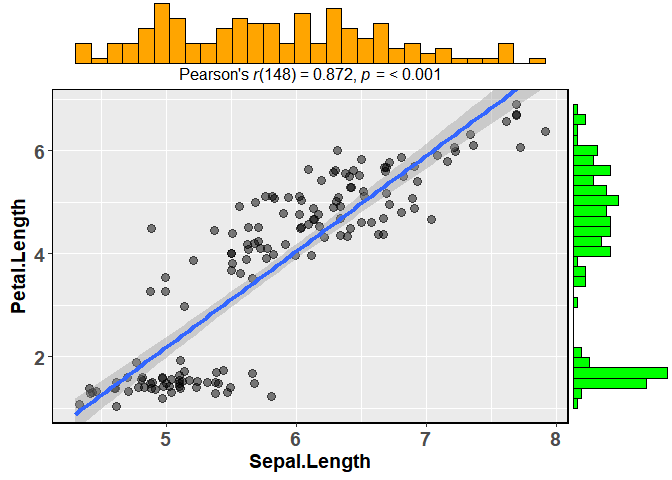 Pearson's r(148) = 0.872, p = < 0.001
Petal.Length
6
4
2
5 6 7 8
Sepal.Length